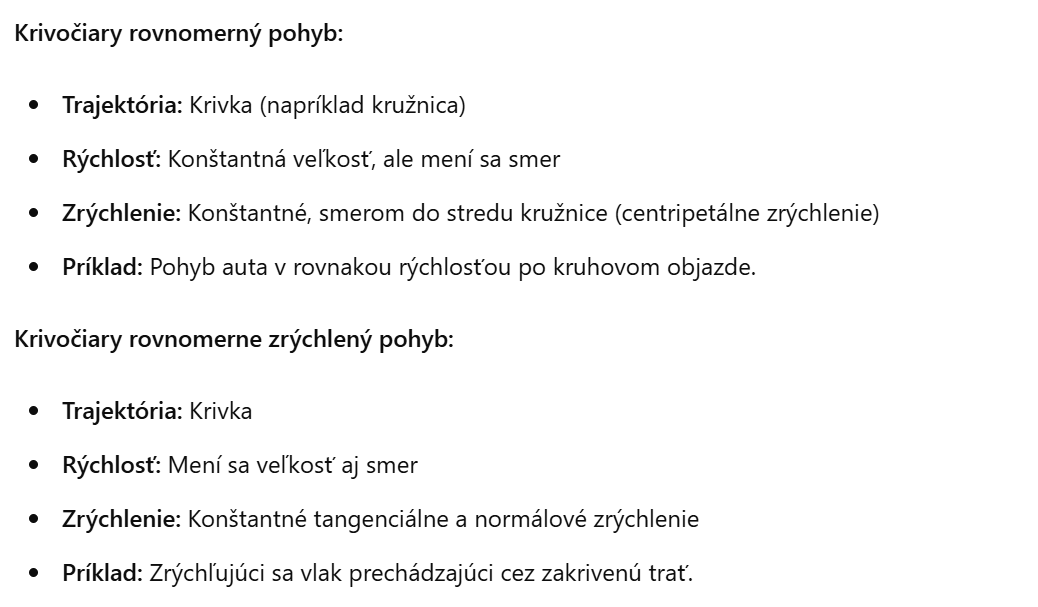 Krivočiary rovnomerný pohyb:
• Trajektória: Krivka (napríklad kružnica)
• Rýchlosť: Konštantná veľkosť, ale mení sa smer
• Zrýchlenie: Konštantné, smerom do stredu kružnice (centripetálne zrýchlenie)
• Príklad: Pohyb auta v rovnakou rýchlosťou po kruhovom objazde.
Krivočiary rovnomerne zrýchlený pohyb:
• Trajektória: Krivka
• Rýchlosť: Mení sa veľkosť aj smer
• Zrýchlenie: Konštantné tangenciálne a normálové zrýchlenie
• Príklad: Zrýchľujúci sa vlak prechádzajúci cez zakrivenú trať.